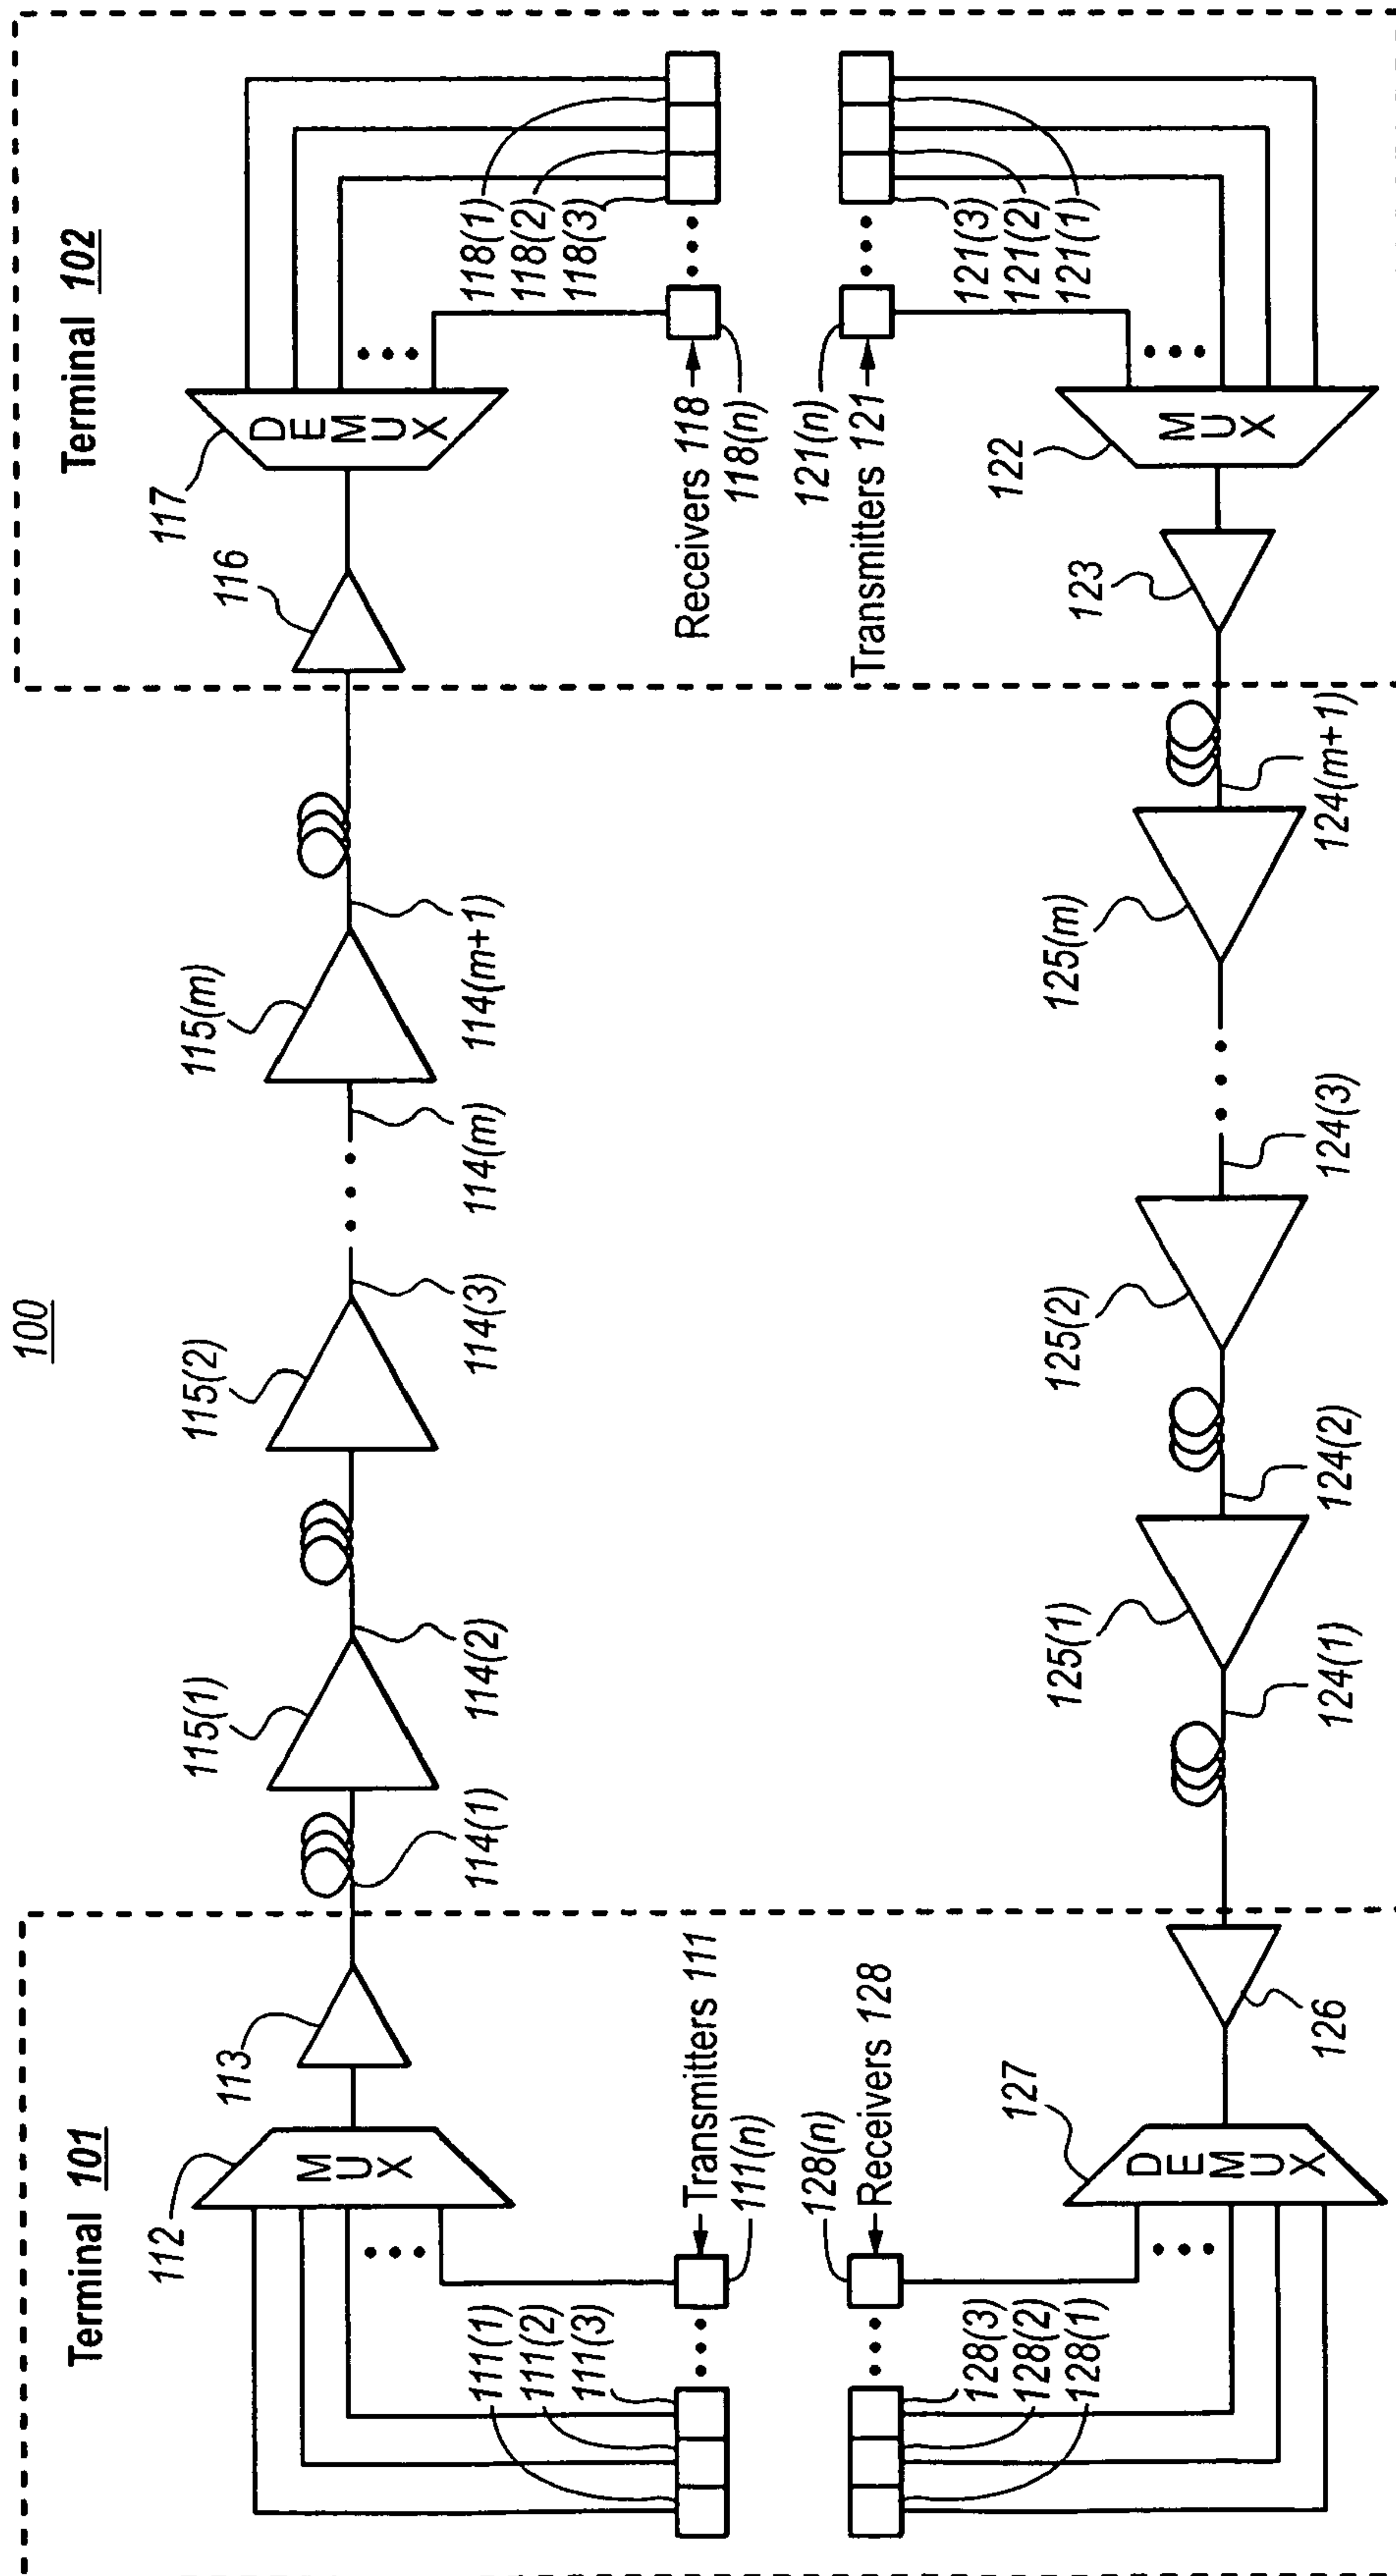 100
Terminal 101
112
MUX
113
114(1)
115(1)
114(2)
115(2)
114(3)
114(m)
115(m)
114(m+1)
111(1)
111(2)
111(3)
Transmitters 111
111(n)
Terminal 102
116
117
DEMUX
118(1)
118(2)
118(3)
Receivers 118
118(n)
128(n)
Receivers 128
128(3)
128(2)
128(1)
127
DEMUX
126
124(1)
125(1)
124(2)
125(2)
124(3)
125(m)
124(m+1)
123
122
MUX
121(n)
Transmitters 121
121(3)
121(2)
121(1)